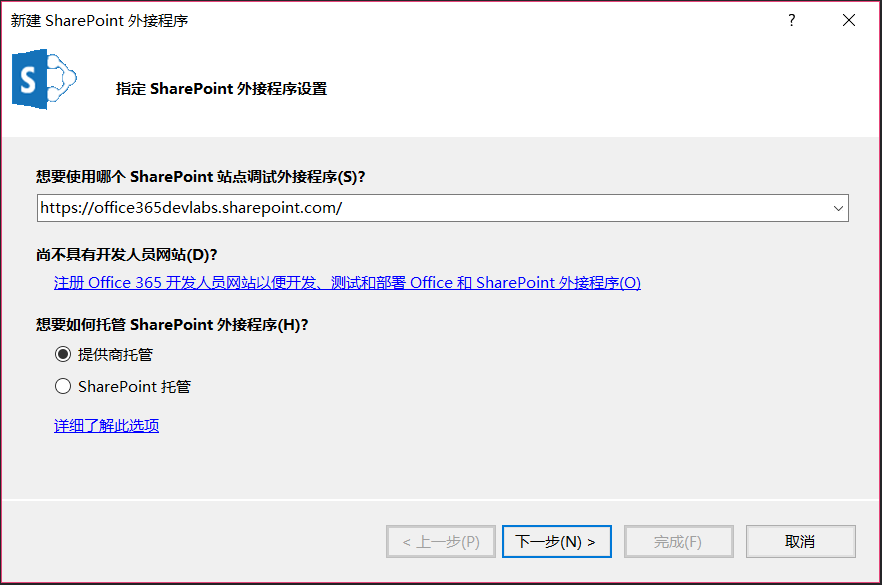 新建 SharePoint 外接程序
?
S
指定 SharePoint 外接程序设置
想要使用哪个 SharePoint 站点调试外接程序(S)?
https://office365devlabs.sharepoint.com/
尚不具有开发人员网站(D)?
注册 Office 365 开发人员网站以便开发、测试和部署 Office 和 SharePoint 外接程序(O)
想要如何托管 SharePoint 外接程序(H)?
提供商托管
SharePoint 托管
详细了解此选项
< 上一步(P) 下一步(N) > 完成(F) 取消